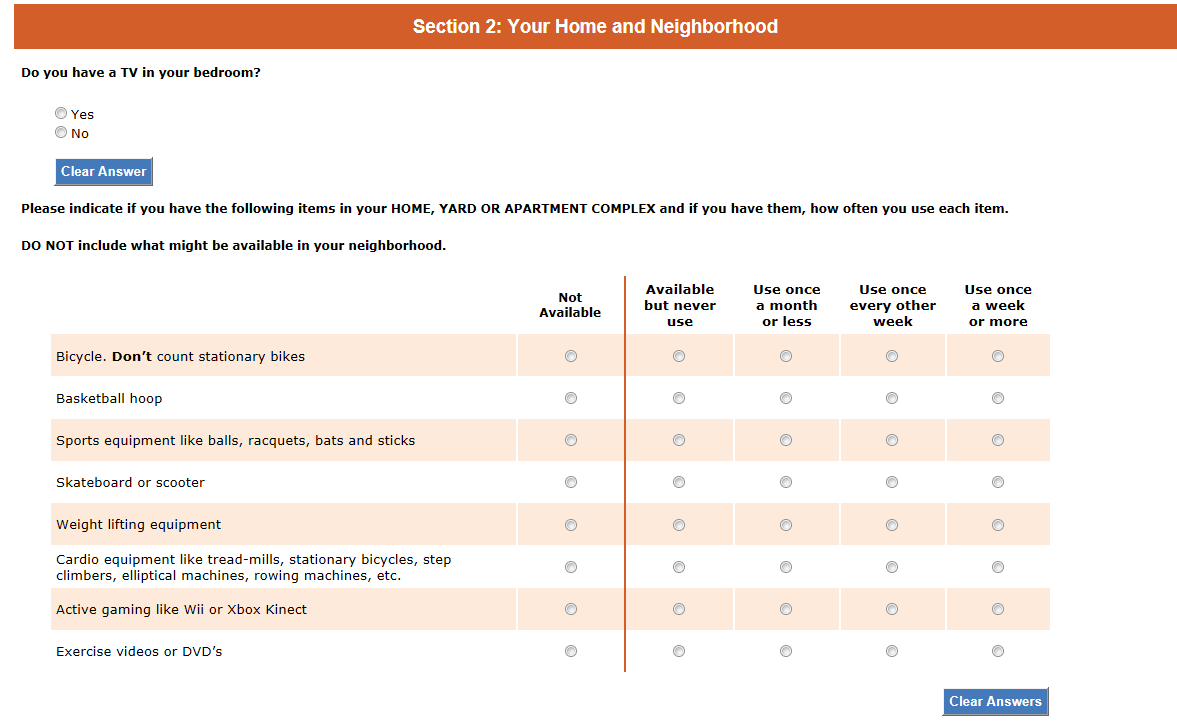 Section 2: Your Home and Neighborhood
Do you have a TV in your bedroom?
Yes
No
Clear Answer
Please indicate if you have the following items in your HOME, YARD OR APARTMENT COMPLEX and if you have them, how often you use each item.
DO NOT include what might be available in your neighborhood.
Not
Available
Available
but never
use
Use once
a month
or less
Use once
every other
week
Use once
a week
or more
Bicycle. Don’t count stationary bikes
Basketball hoop
Sports equipment like balls, racquets, bats and sticks
Skateboard or scooter
Weight lifting equipment
Cardio equipment like tread-mills, stationary bicycles, step
climbers, elliptical machines, rowing machines, etc.
Active gaming like Wii or Xbox Kinect
Exercise videos or DVD’s
Clear Answers